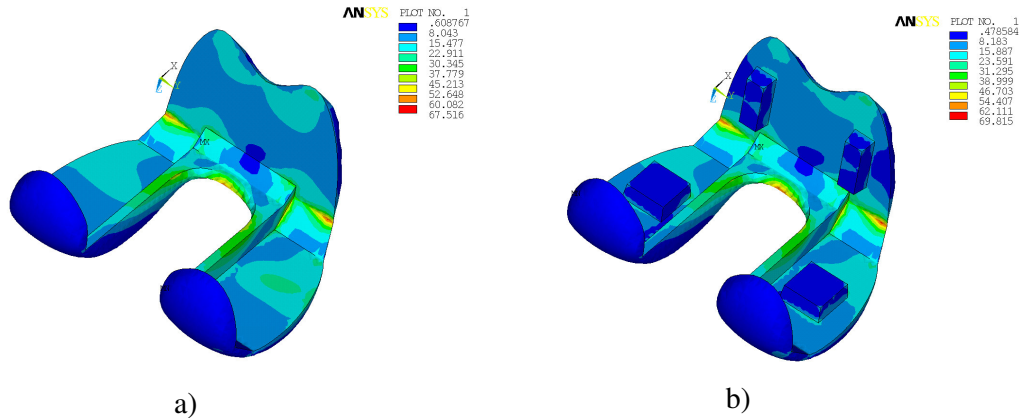 ANSYS PLOT NO. 1
.608767
8.043
15.477
22.911
30.345
37.779
45.213
52.648
60.082
67.516
X
Y
Z
MX
a)
ANSYS PLOT NO. 1
.478584
8.183
15.887
23.591
31.295
38.999
46.703
54.407
62.111
69.815
X
Y
Z
MX
b)